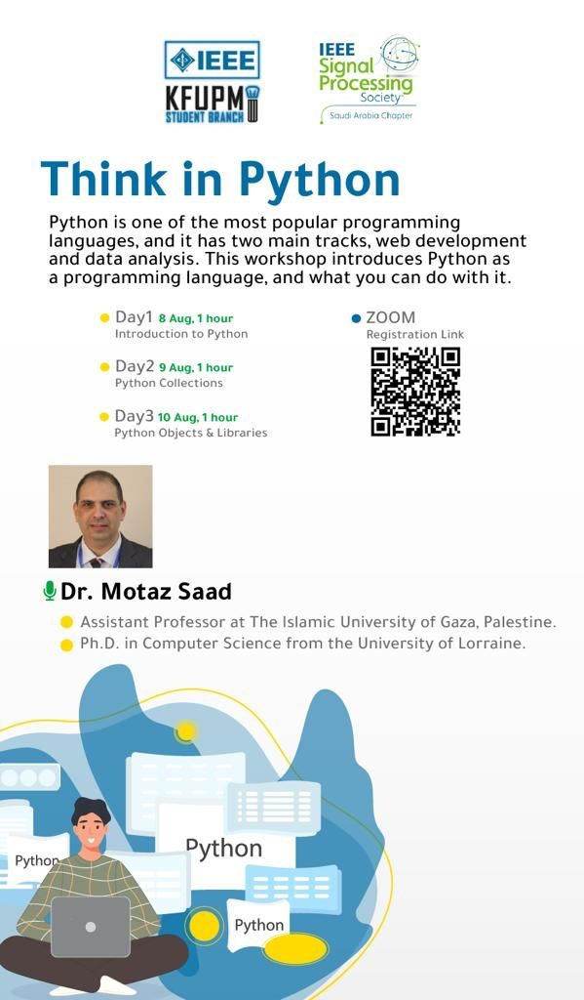 IEEE
KFUPM
STUDENT BRANCH
IEEE
Signal
Processing
Society
Saudi Arabia Chapter
Think in Python
Python is one of the most popular programming
languages, and it has two main tracks, web development
and data analysis. This workshop introduces Python as
a programming language, and what you can do with it.
Day1 8 Aug, 1 hour
Introduction to Python
Day2 9 Aug, 1 hour
Python Collections
Day3 10 Aug, 1 hour
Python Objects & Libraries
ZOOM
Registration Link
Dr. Motaz Saad
Assistant Professor at The Islamic University of Gaza, Palestine.
Ph.D. in Computer Science from the University of Lorraine.
Python
Python
Python